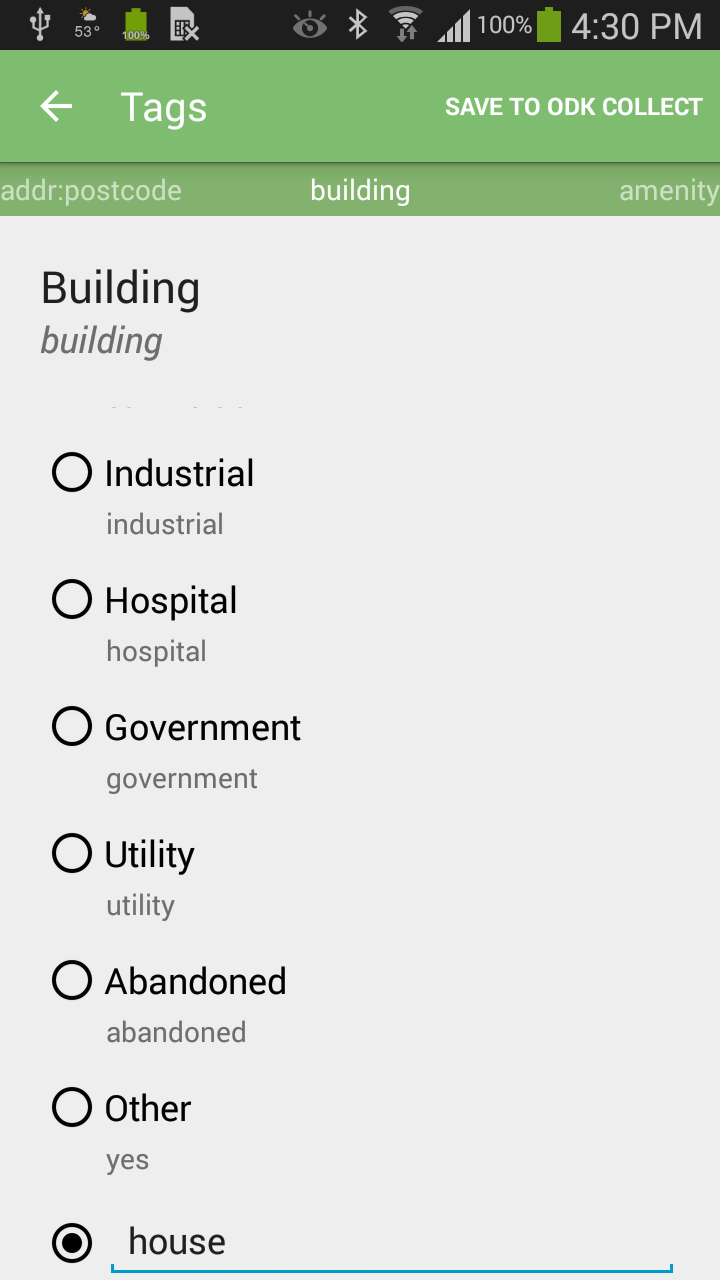 53° 100% 100% 4:30 PM
Tags SAVE TO ODK COLLECT
addr:postcode building amenity
Building
building
Industrial
industrial
Hospital
hospital
Government
government
Utility
utility
Abandoned
abandoned
Other
yes
house